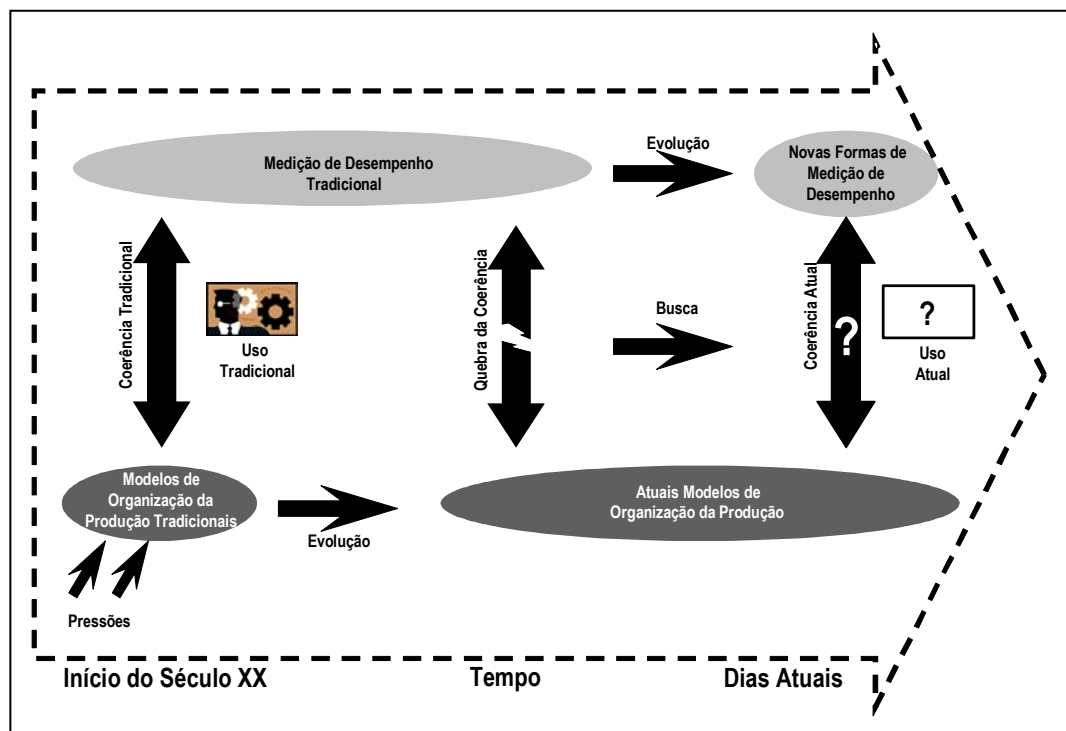 Evolução
Medição de Desempenho
Tradicional
Novas Formas de
Medição de
Desempenho
Coerência Tradicional
Uso
Tradicional
Quebra da Coerência
Busca
Coerência Atual
?
?
Uso
Atual
Modelos de
Organização da
Produção Tradicionais
Evolução
Atuais Modelos de
Organização da Produção
Pressões
Início do Século XX
Tempo
Dias Atuais